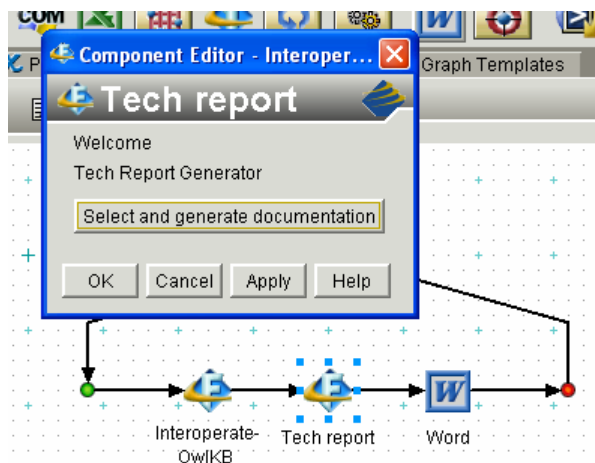 COM
W
P
Graph Templates
Component Editor - Interoper...
Tech report
Welcome
Tech Report Generator
Select and generate documentation
OK Cancel Apply Help
W
Interoperate- Tech report Word
OwlKB